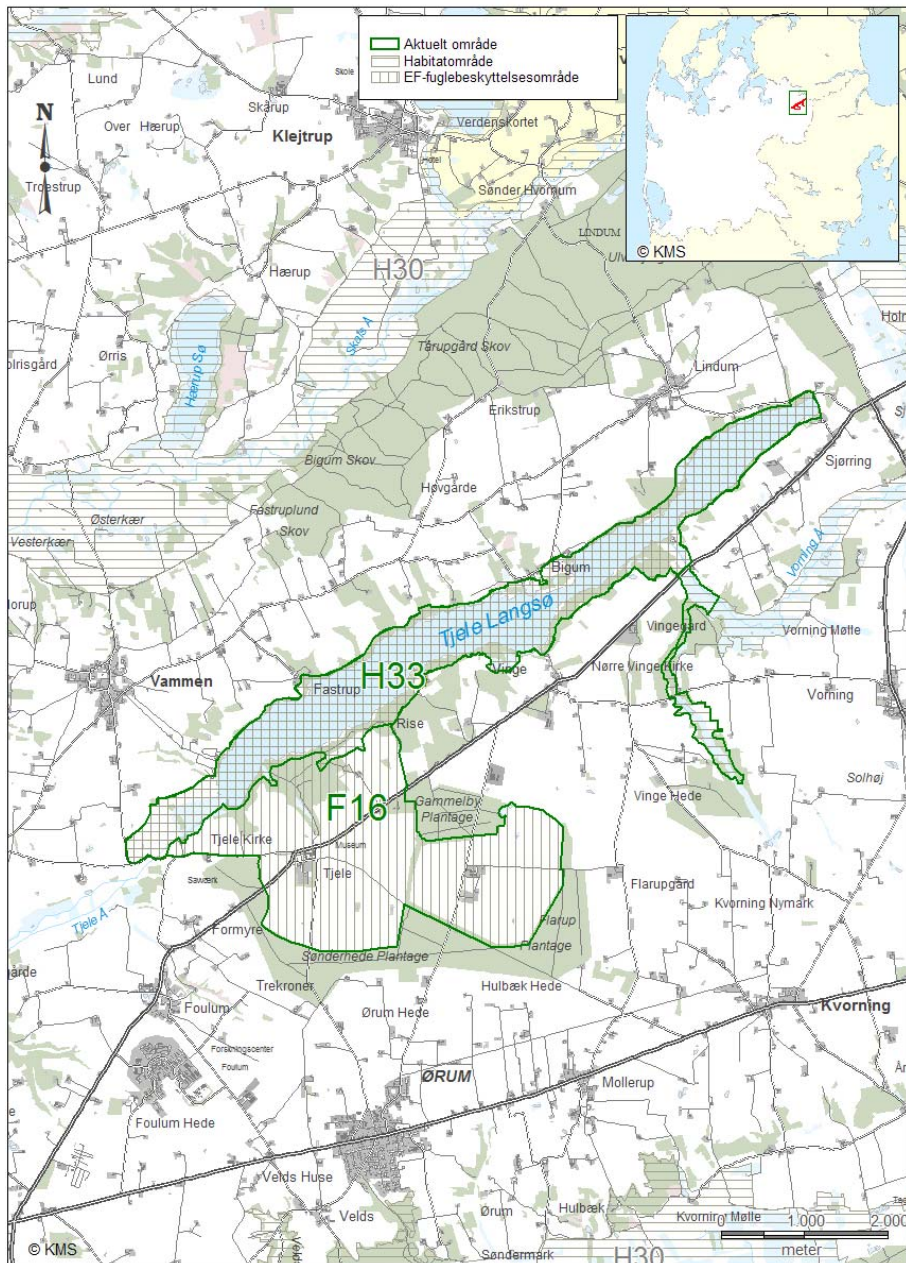 Aktuelt område
Habitatområde
EF-fuglebeskyttelsesområde
© KMS
N
Lund
Skole
Skårup
Over Hærup
Klejtrup
Verdenskortet
Hotel
Troestrup
Sønder Hvornum
LINDUM
Hærup
H30
Skals Å
Ørris
Hærup Sø
Tårupgård Skov
Lindum
Erikstrup
Bigum Skov
Høvgårde
Sjørring
Østerkær
Fastruplund
Skov
Vesterkær
Vorning Å
Bigum
Tjele Langsø
Vingegård
Vorning Mølle
Vammen
Fastrup
H33
Vinge
Nørre Vinge Kirke
Vorning
Rise
Solhøj
F16
Gammelby
Plantage
Vinge Hede
Tjele Kirke
Museum
Tjele
Savværk
Flarupgård
Tjele Å
Kvorning Nymark
Formyre
Flarup
Plantage
Sønderhede Plantage
Trekroner
Hulbæk Hede
Foulum
Ørum Hede
Kvorning
Forskningscenter
Foulum
ØRUM
Mollerup
Foulum Hede
Velds Huse
Velds
Ørum
Hulbæk
Kvorning Mølle
0 1.000 2.000
meter
© KMS
Søndermark
H30